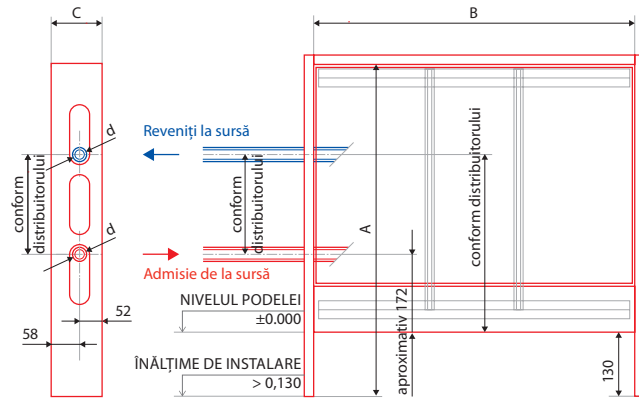 C
B
d
Reveniți la sursă
conform
distribuitorului
conform
distribuitorului
conform distribuitorului
A
d
Admisie de la sursă
NIVELUL PODELEI
±0.000
52
58
aproximativ 172
ÎNĂLȚIME DE INSTALARE
> 0,130
130